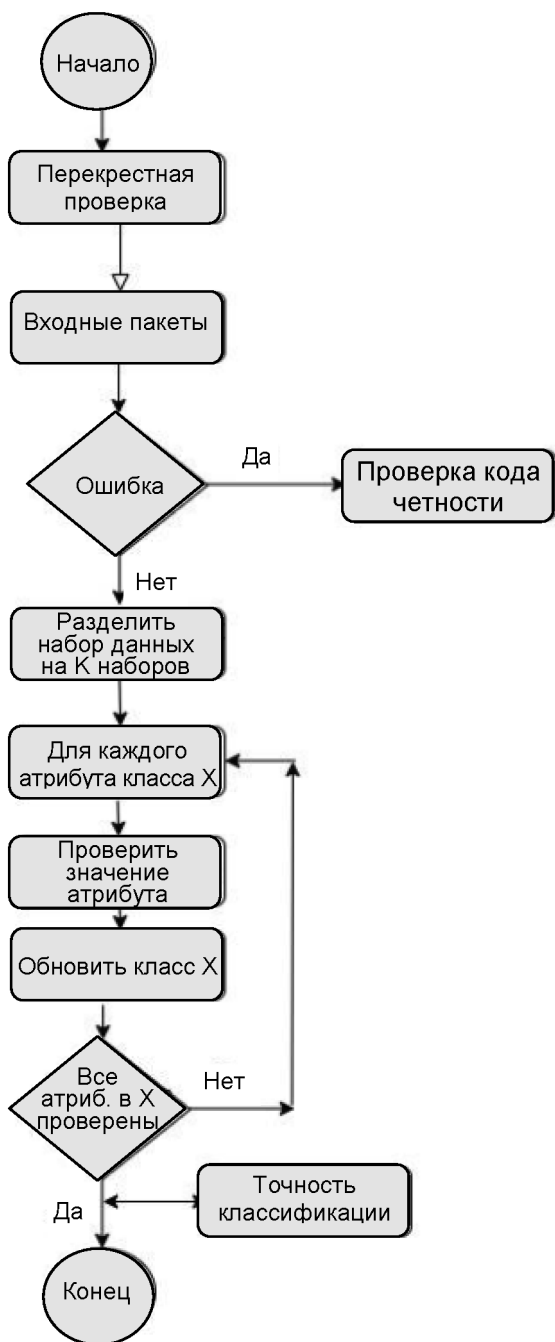 Начало
Перекрестная
проверка
Входные пакеты
Ошибка
Да
Проверка кода
четности
Нет
Разделить
набор данных
на K наборов
Для каждого
атрибута класса X
Проверить
значение
атрибута
Обновить класс X
Все
атриб. в X
проверены
Нет
Точность
классификации
Да
Конец